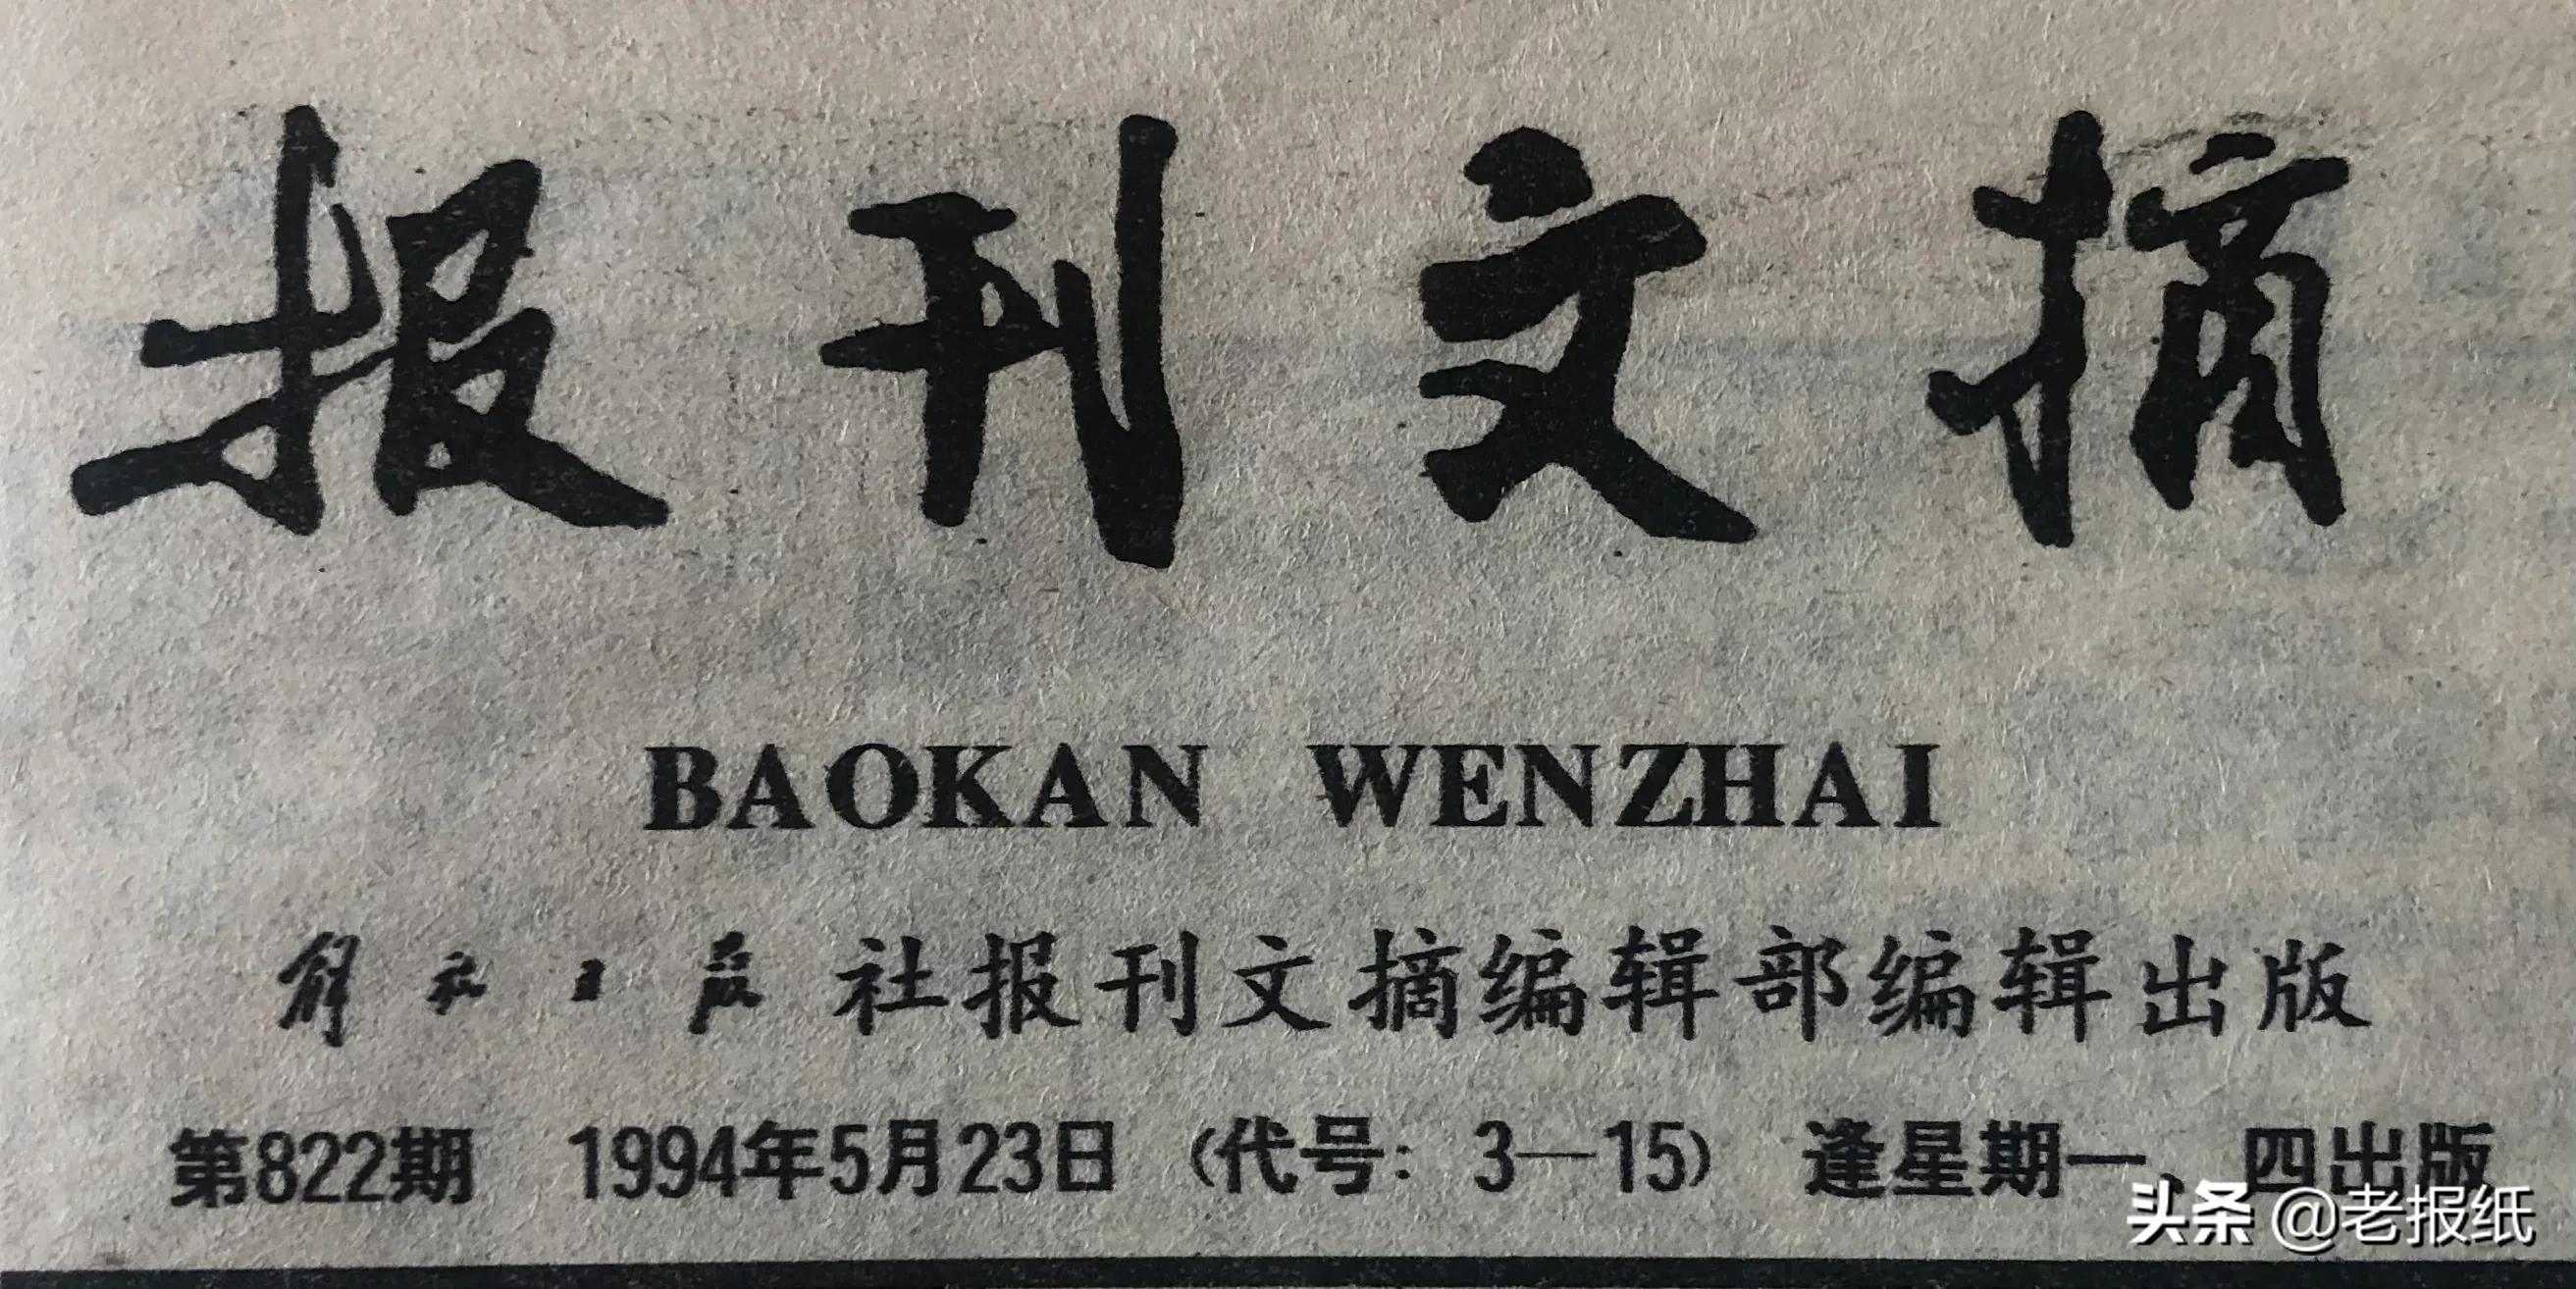 报刊文摘
BAOKAN WENZHAI
解放日报社报刊文摘编辑部编辑出版
第822期 1994年5月23日 (代号: 3—15) 逢星期一、四出版
头条 @老报纸